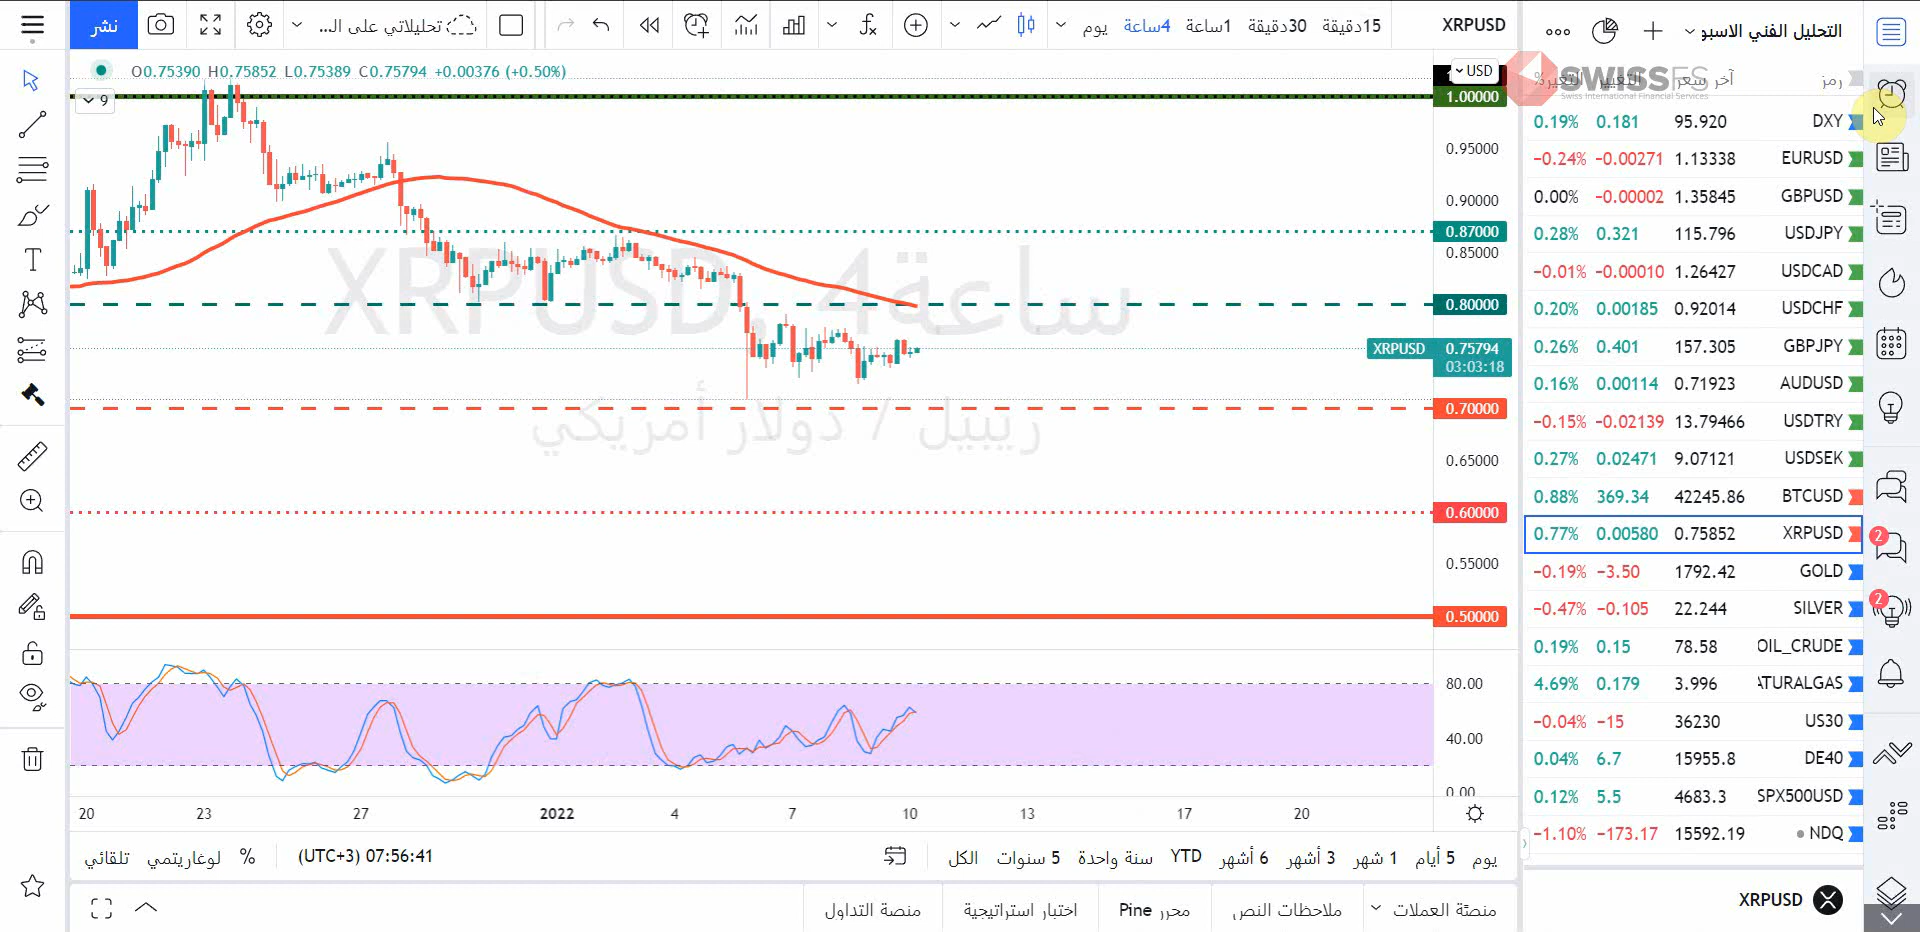 نشر
تحليلاتي على الـ...
15دقيقة 30دقيقة 1ساعة 4ساعة يوم
XRPUSD
التحليل الفني الاسبو
O0.75390 H0.75852 L0.75389 C0.75794 +0.00376 (+0.50%)
9
USD
SWISSFS
Swiss International Financial Services
رمز آخر سعر التغيير التغير%
DXY 95.920 0.181 0.19%
EURUSD 1.13338 −0.00271 −0.24%
GBPUSD 1.35845 −0.00002 0.00%
USDJPY 115.796 0.321 0.28%
USDCAD 1.26427 −0.00010 −0.01%
USDCHF 0.92014 0.00185 0.20%
GBPJPY 157.305 0.401 0.26%
AUDUSD 0.71923 0.00114 0.16%
USDTRY 13.79466 −0.02139 −0.15%
USDSEK 9.07121 0.02471 0.27%
BTCUSD 42245.86 369.34 0.88%
XRPUSD 0.75852 0.00580 0.77%
GOLD 1792.42 −3.50 −0.19%
SILVER 22.244 −0.105 −0.47%
OIL_CRUDE 78.58 0.15 0.19%
ATURALGAS 3.996 0.179 4.69%
US30 36230 −15 −0.04%
DE40 15955.8 6.7 0.04%
SPX500USD 4683.3 5.5 0.12%
NDQ 15592.19 −173.17 −1.10%
XRPUSD
2
2
1.00000
0.95000
0.90000
0.87000
0.85000
0.80000
XRPUSD 0.75794
03:03:18
0.70000
0.65000
0.60000
0.55000
0.50000
80.00
40.00
0.00
XRPUSD, 4ساعة
ريبيل / دولار أمريكي
20 23 27 2022 4 7 10 13 17 20
يوم 5 أيام 1 شهر 3 أشهر 6 أشهر YTD سنة واحدة 5 سنوات الكل
07:56:41 (UTC+3)
% لوغاريتمي تلقائي
منصتة العملات ملاحظات النص محرر Pine اختبار استراتيجية منصة التداول